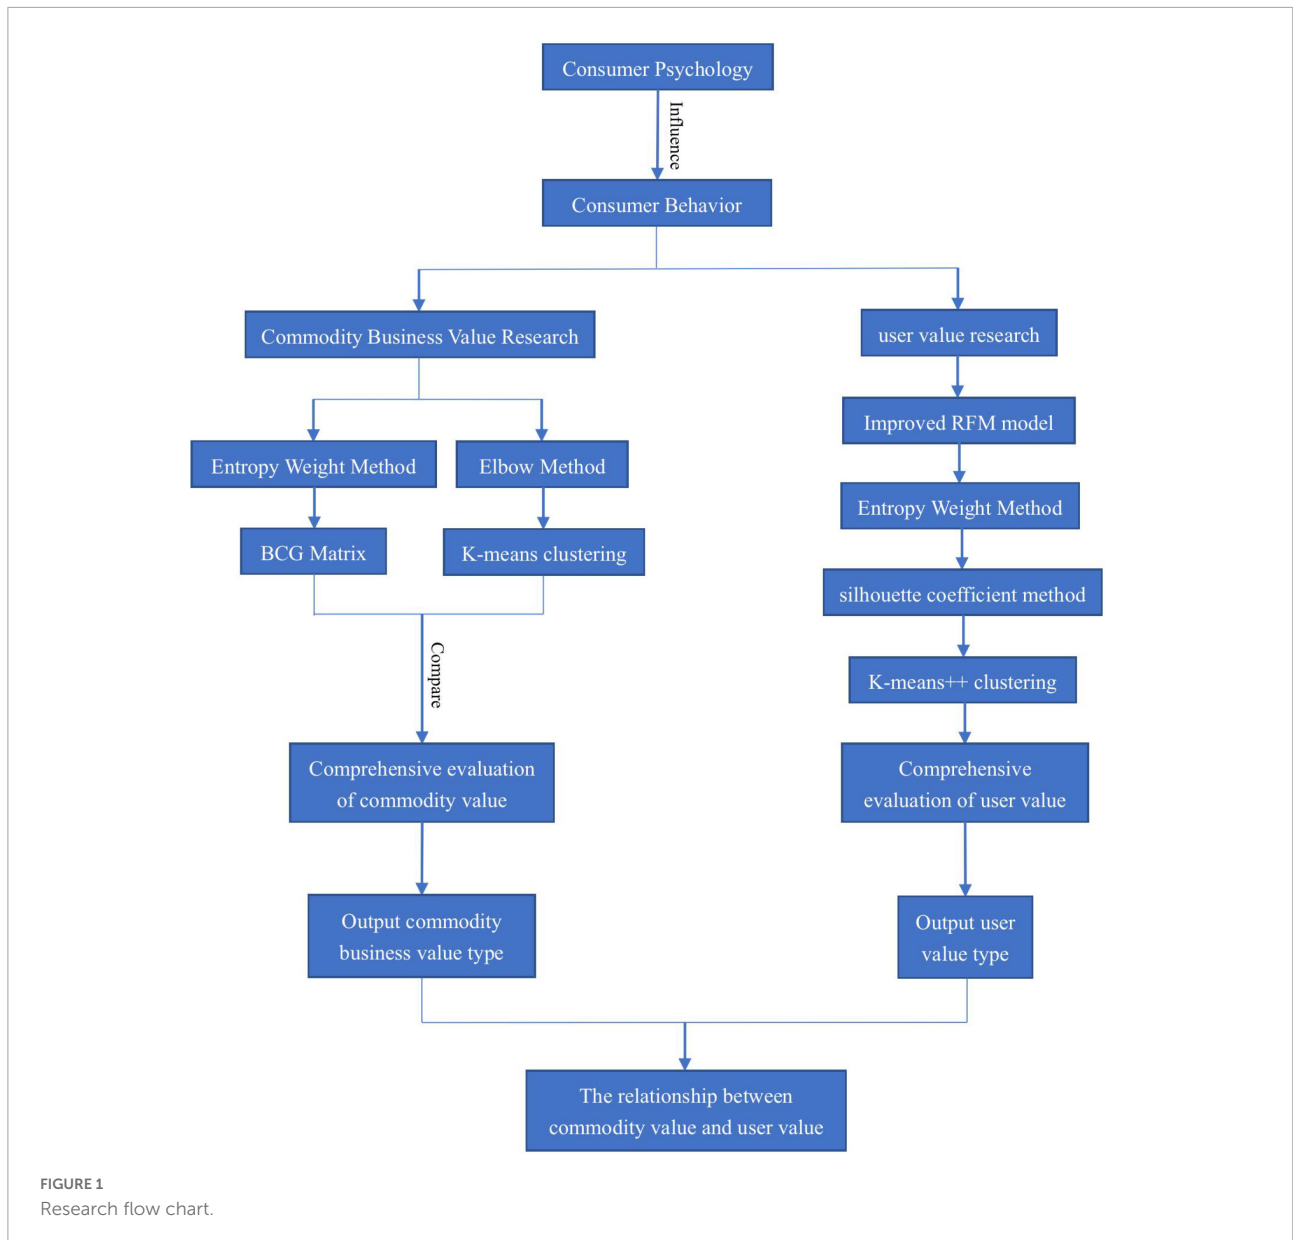 Consumer Psychology
Influence
Consumer Behavior
Commodity Business Value Research
user value research
Improved RFM model
Entropy Weight Method
Elbow Method
Entropy Weight Method
BCG Matrix
K-means clustering
silhouette coefficient method
Compare
K-means++ clustering
Comprehensive evaluation
of commodity value
Comprehensive
evaluation of user value
Output commodity
business value type
Output user
value type
The relationship between
commodity value and user value
FIGURE 1
Research flow chart.